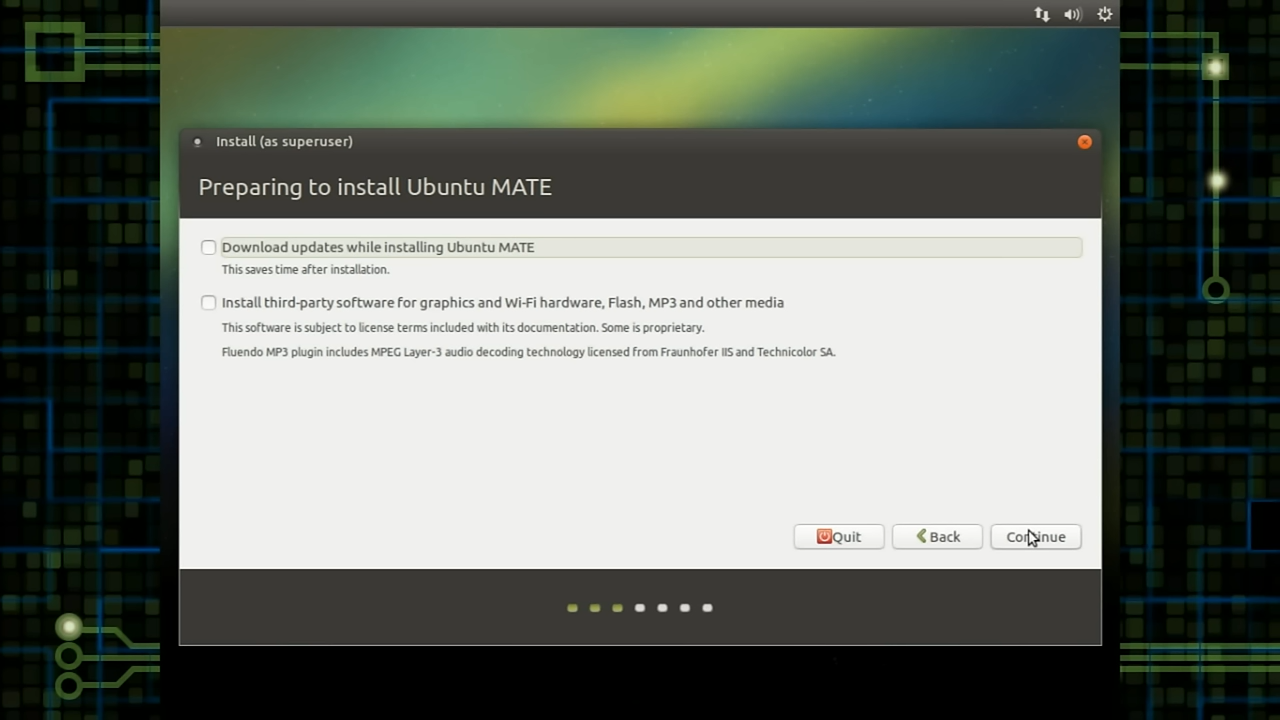 Install (as superuser)
Preparing to install Ubuntu MATE
Download updates while installing Ubuntu MATE
This saves time after installation.
Install third-party software for graphics and Wi-Fi hardware, Flash, MP3 and other media
This software is subject to license terms included with its documentation. Some is proprietary.
Fluendo MP3 plugin includes MPEG Layer-3 audio decoding technology licensed from Fraunhofer IIS and Technicolor SA.
Quit Back Continue